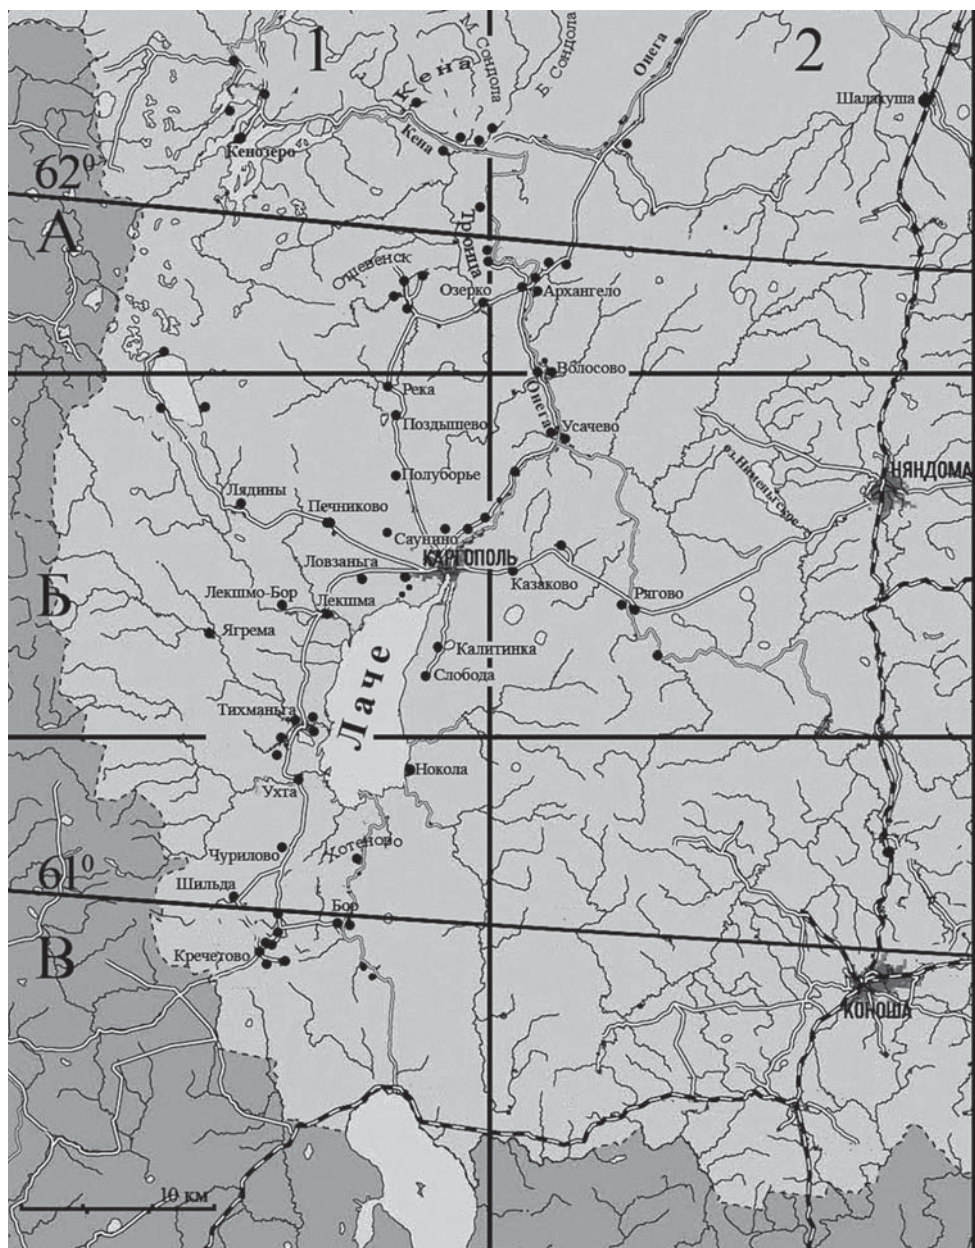 1
2
М. Сондола
Б. Сондола
Онега
Кена
Шалакуша
Кена
Кенозеро
62⁰
А
Троица
Ошевенск
Озерко
Архангело
Волосово
Река
Онега
Поздышево
Усачево
Полуборье
НЯНДОМА
Лядины
Печниково
Саунино
КАРГОПОЛЬ
Ловзаньга
Казаково
Б
Лекшмо-Бор
Лекшма
Рягово
Ягрема
Калитинка
Лаче
Слобода
Тихманьга
Нокола
Ухта
Чурилово
Хотеново
61⁰
Шильда
Бор
В
Кречетово
КОНОША
10 км